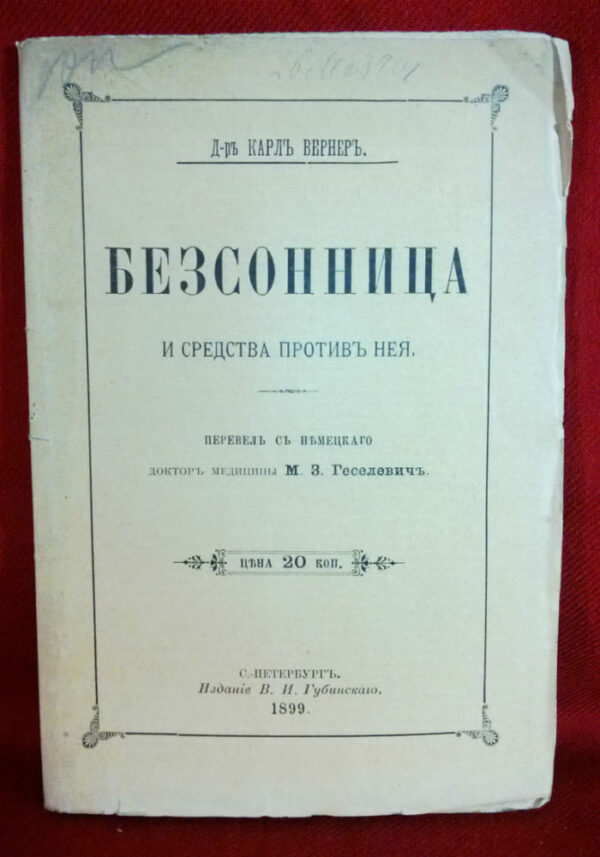 Д-ръ КАРЛЪ ВЕРНЕРЪ.
БЕЗСОННИЦА
И СРЕДСТВА ПРОТИВЪ НЕЯ.
ПЕРЕВЕЛЪ СЪ НѢМЕЦКАГО
ДОКТОРЪ МЕДИЦИНЫ М. З. Геселевичъ.
ЦѢНА 20 КОП.
С.-ПЕТЕРБУРГЪ.
Изданіе В. И. Губинскаго.
1899.